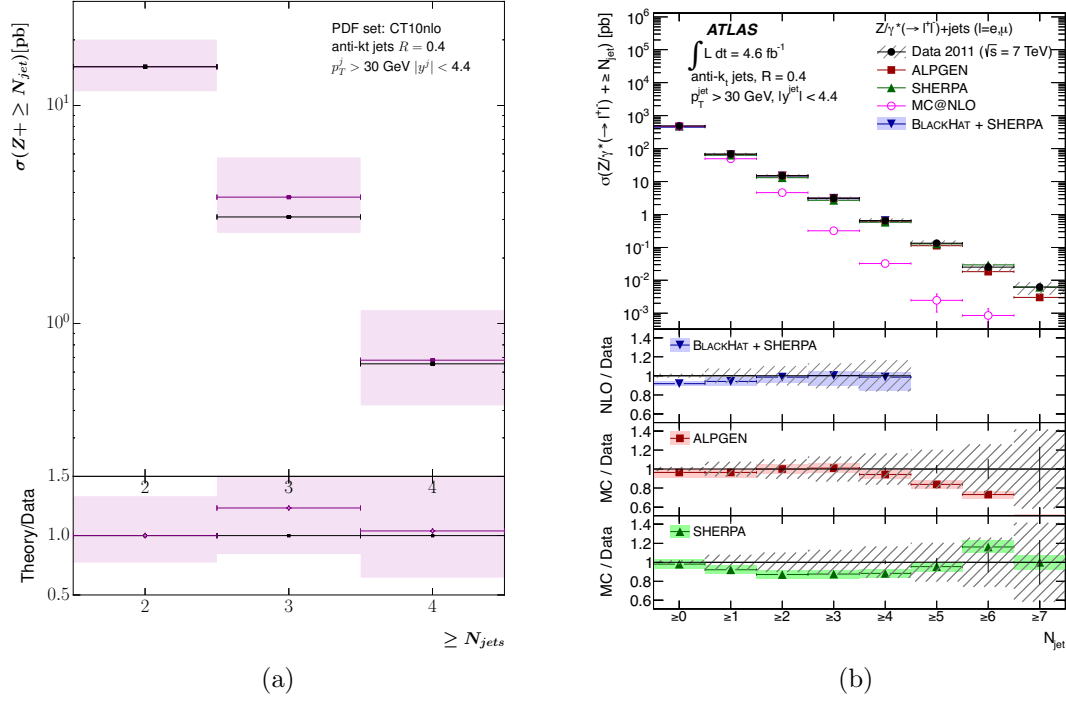 σ(Z+ ≥ N_jet)[pb]
PDF set: CT10nlo
anti-kt jets R = 0.4
p_T^j > 30 GeV |y^j| < 4.4
10^1
10^0
2
3
4
Theory/Data
1.5
1.0
0.5
2
3
4
≥ N_jets
(a)
σ(Z/γ*(→ l⁺l⁻) + ≥ N_jet) [pb]
10^6
10^5
10^4
10^3
10^2
10
1
10^-1
10^-2
10^-3
ATLAS
∫ L dt = 4.6 fb^-1
anti-k_t jets, R = 0.4
p_T^jet > 30 GeV, |y^jet| < 4.4
Z/γ*(→ l⁺l⁻)+jets (l=e,μ)
Data 2011 (√s = 7 TeV)
ALPGEN
SHERPA
MC@NLO
BLACKHAT + SHERPA
NLO / Data
1.4
1.2
1
0.8
0.6
BLACKHAT + SHERPA
MC / Data
1.4
1.2
1
0.8
0.6
ALPGEN
MC / Data
1.4
1.2
1
0.8
0.6
SHERPA
≥0 ≥1 ≥2 ≥3 ≥4 ≥5 ≥6 ≥7
N_jet
(b)